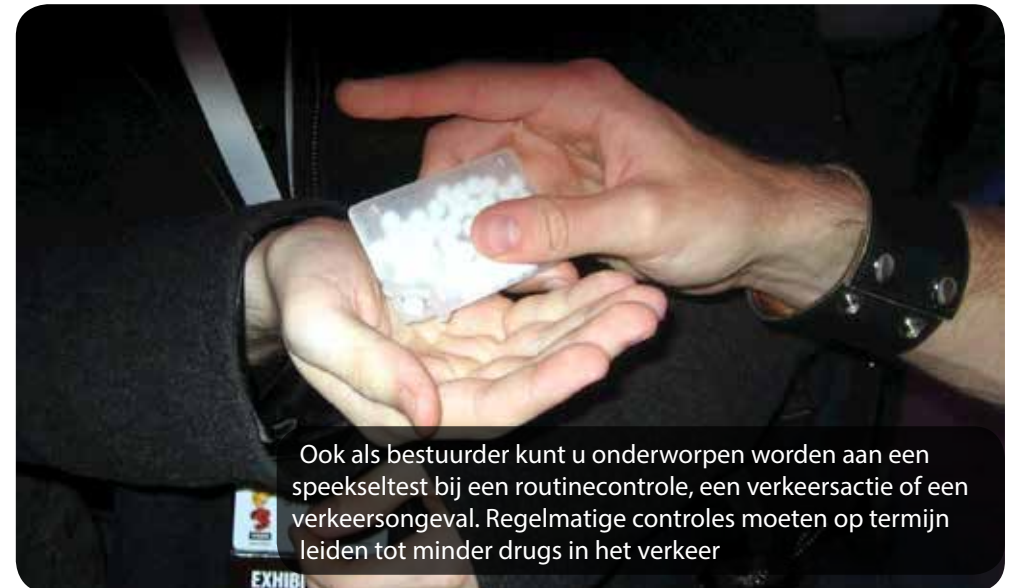 Ook als bestuurder kunt u onderworpen worden aan een
speekseltest bij een routinecontrole, een verkeersactie of een
verkeersongeval. Regelmatige controles moeten op termijn
leiden tot minder drugs in het verkeer
EXHIBI